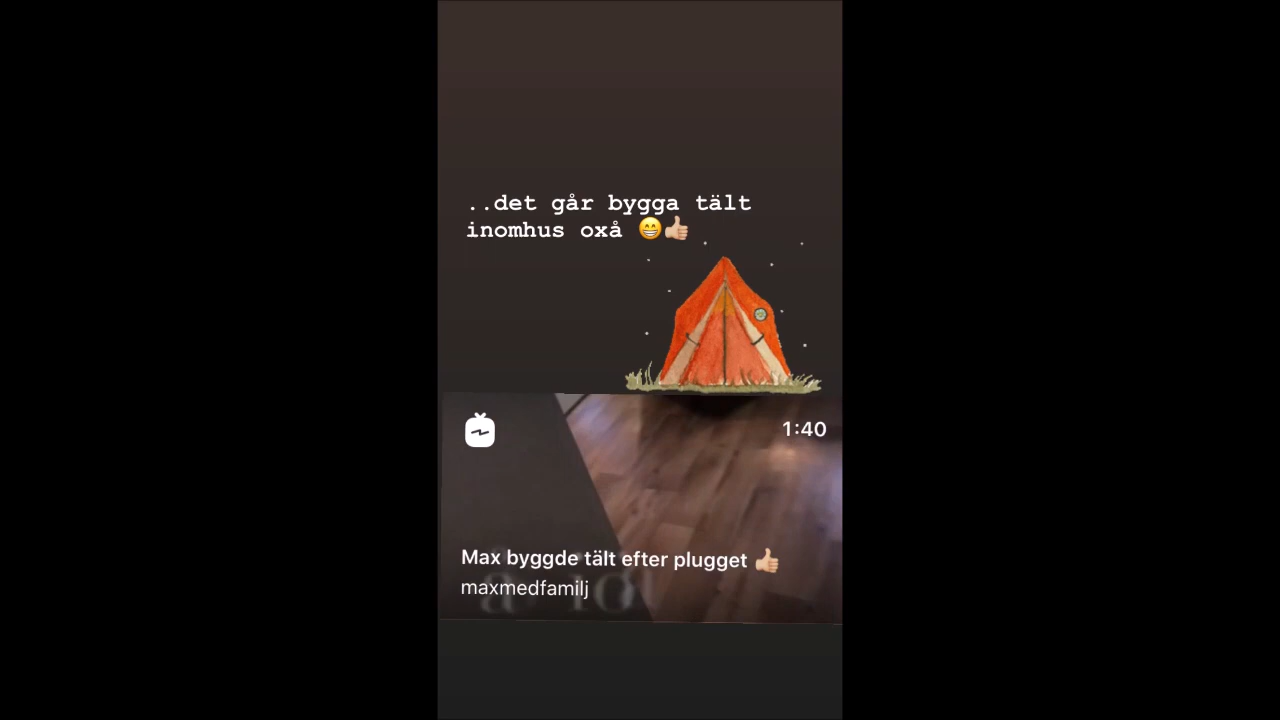 ..det går bygga tält
inomhus oxå 😁👍🏼
1:40
Max byggde tält efter plugget 👍🏼
maxmedfamilj